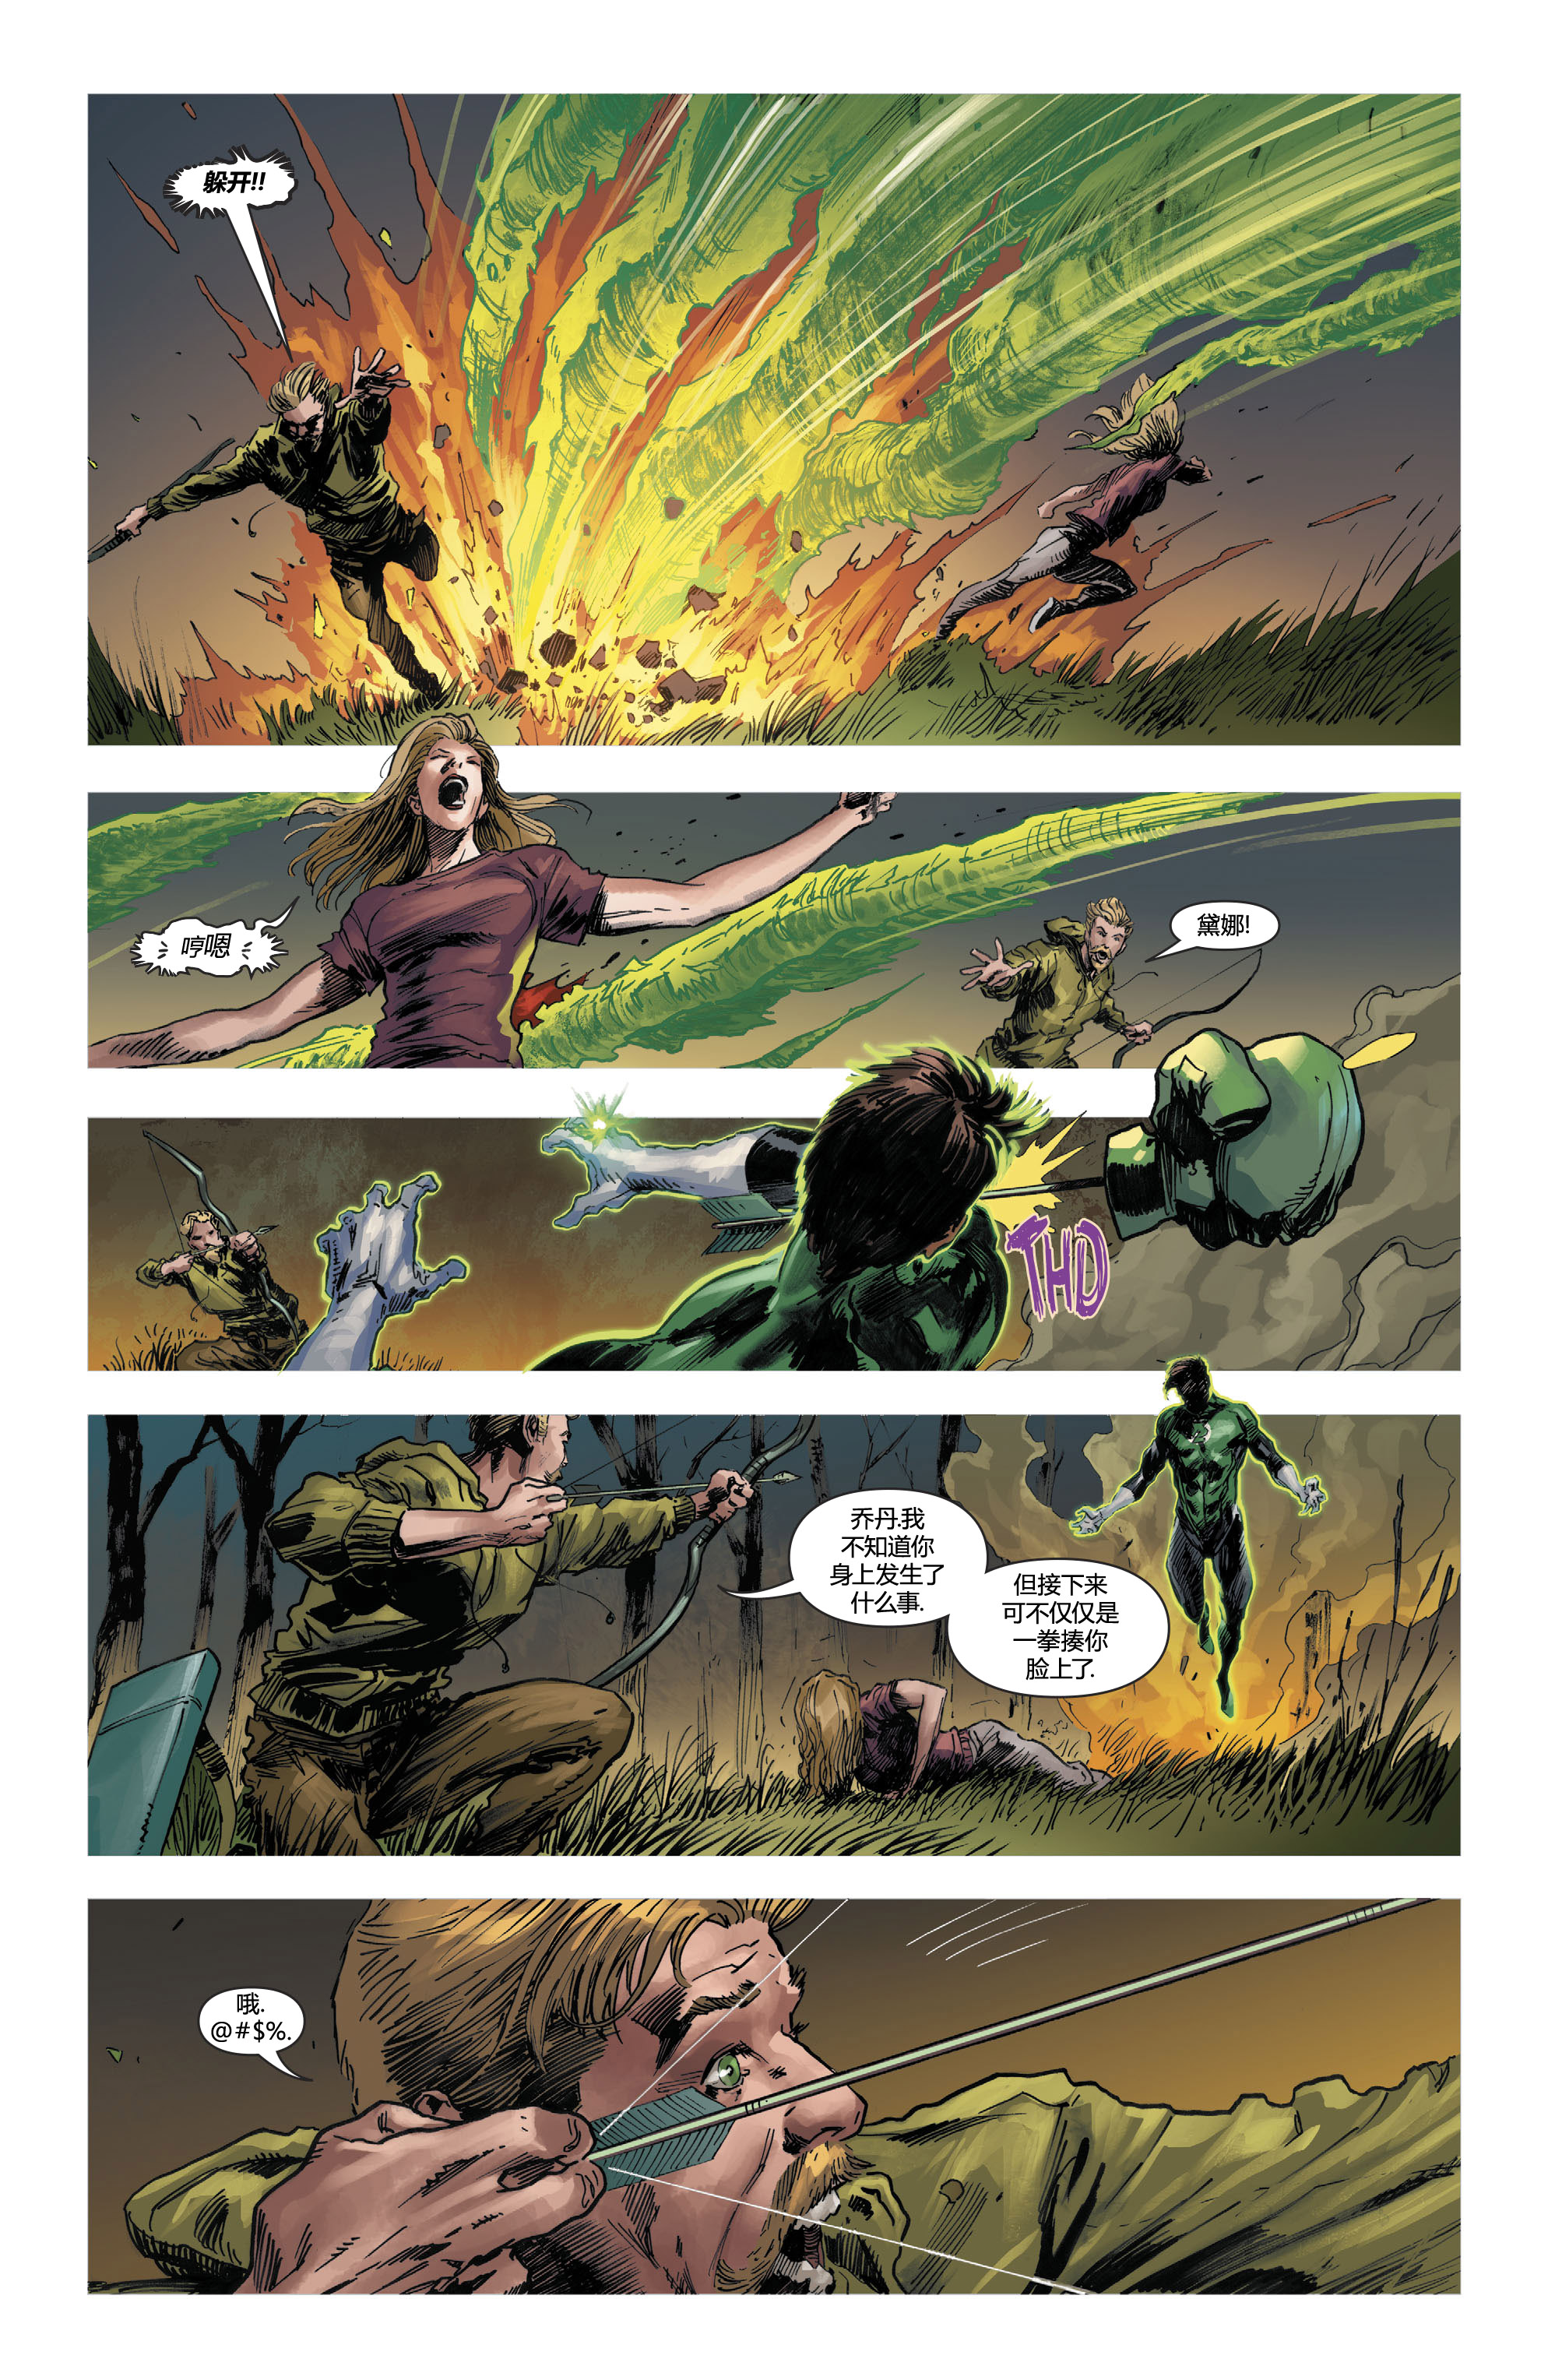 躲开!!
哼嗯
黛娜!
THD
乔丹.我
不知道你
身上发生了
什么事.
但接下来
可不仅仅是
一拳揍你
脸上了.
哦.
@#$%.